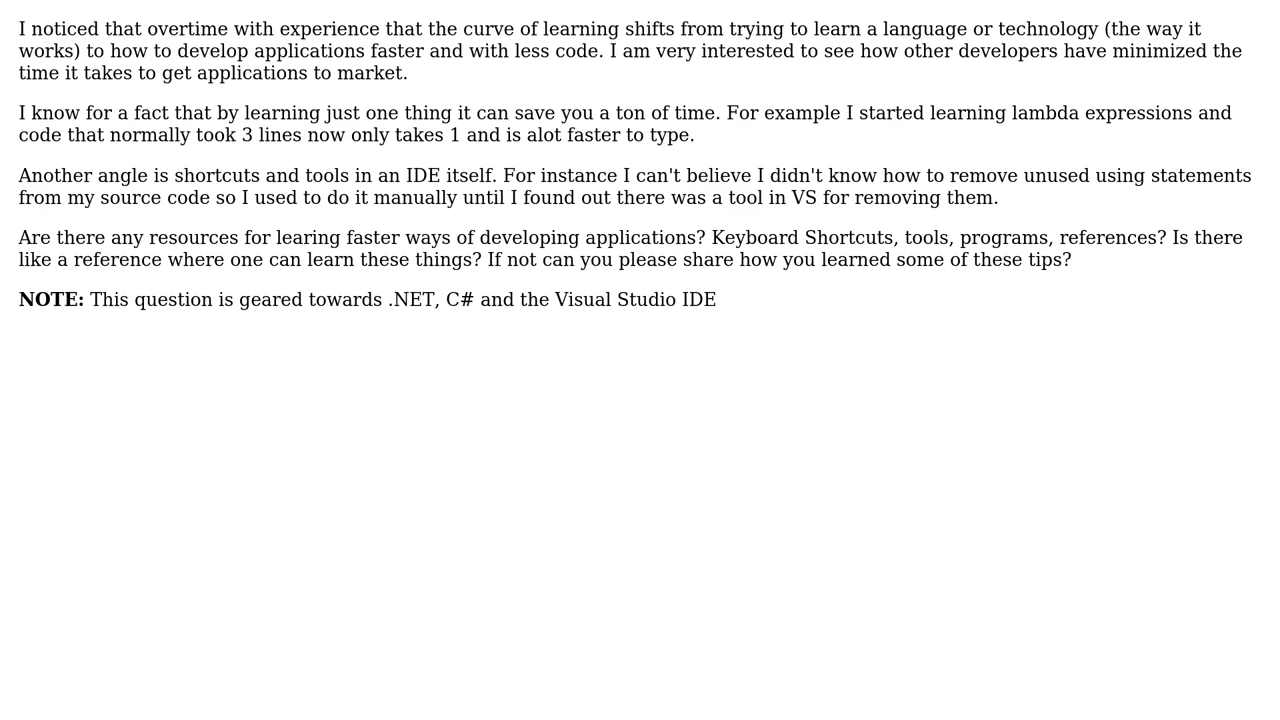 I noticed that overtime with experience that the curve of learning shifts from trying to learn a language or technology (the way it
works) to how to develop applications faster and with less code. I am very interested to see how other developers have minimized the
time it takes to get applications to market.
I know for a fact that by learning just one thing it can save you a ton of time. For example I started learning lambda expressions and
code that normally took 3 lines now only takes 1 and is alot faster to type.
Another angle is shortcuts and tools in an IDE itself. For instance I can't believe I didn't know how to remove unused using statements
from my source code so I used to do it manually until I found out there was a tool in VS for removing them.
Are there any resources for learing faster ways of developing applications? Keyboard Shortcuts, tools, programs, references? Is there
like a reference where one can learn these things? If not can you please share how you learned some of these tips?
NOTE: This question is geared towards .NET, C# and the Visual Studio IDE